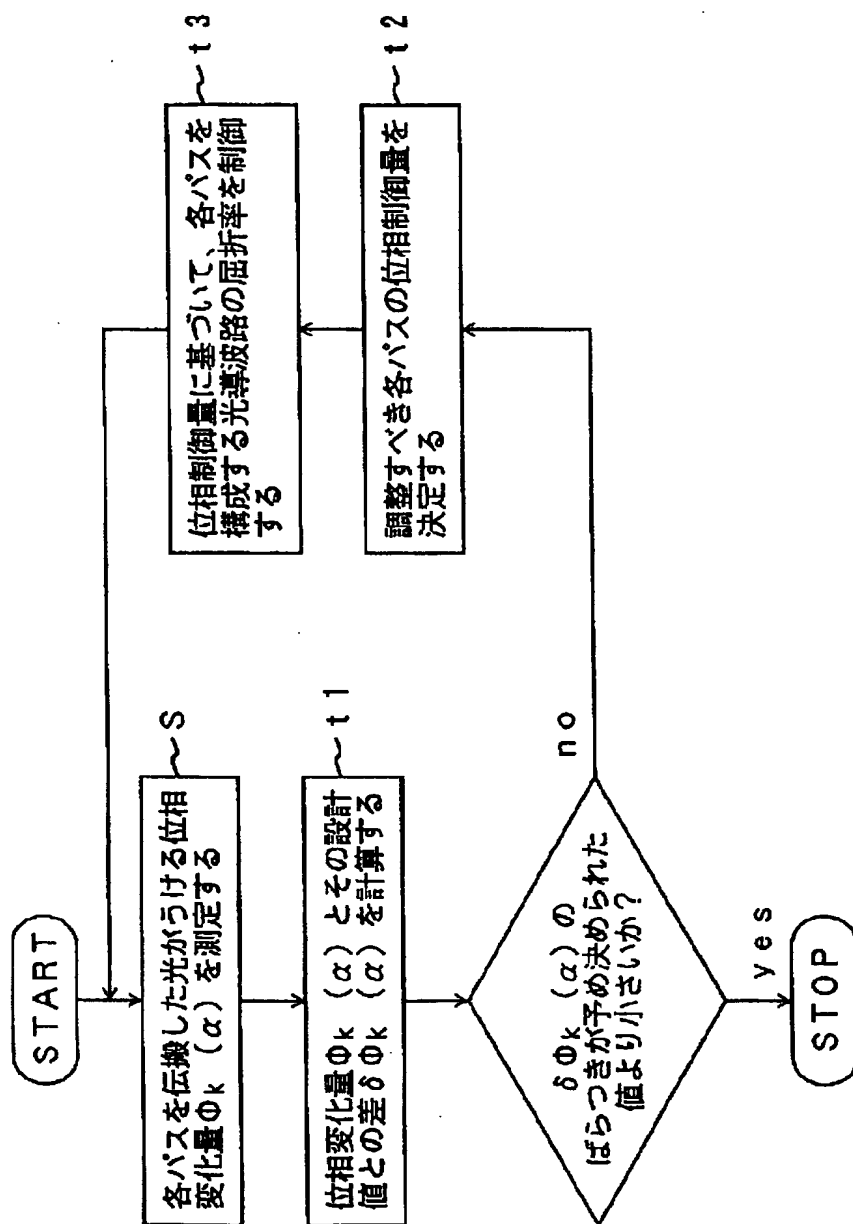 START
各パスを伝搬した光がうける位相
変化量Φk (α) を測定する
~S
位相変化量Φk (α) とその設計
値との差δΦk (α) を計算する
~t1
δΦk (α) の
ばらつきが予め決められた
値より小さいか?
yes
no
STOP
調整すべき各パスの位相制御量を
決定する
~t2
位相制御量に基づいて、各パスを
構成する光導波路の屈折率を制御
する
~t3